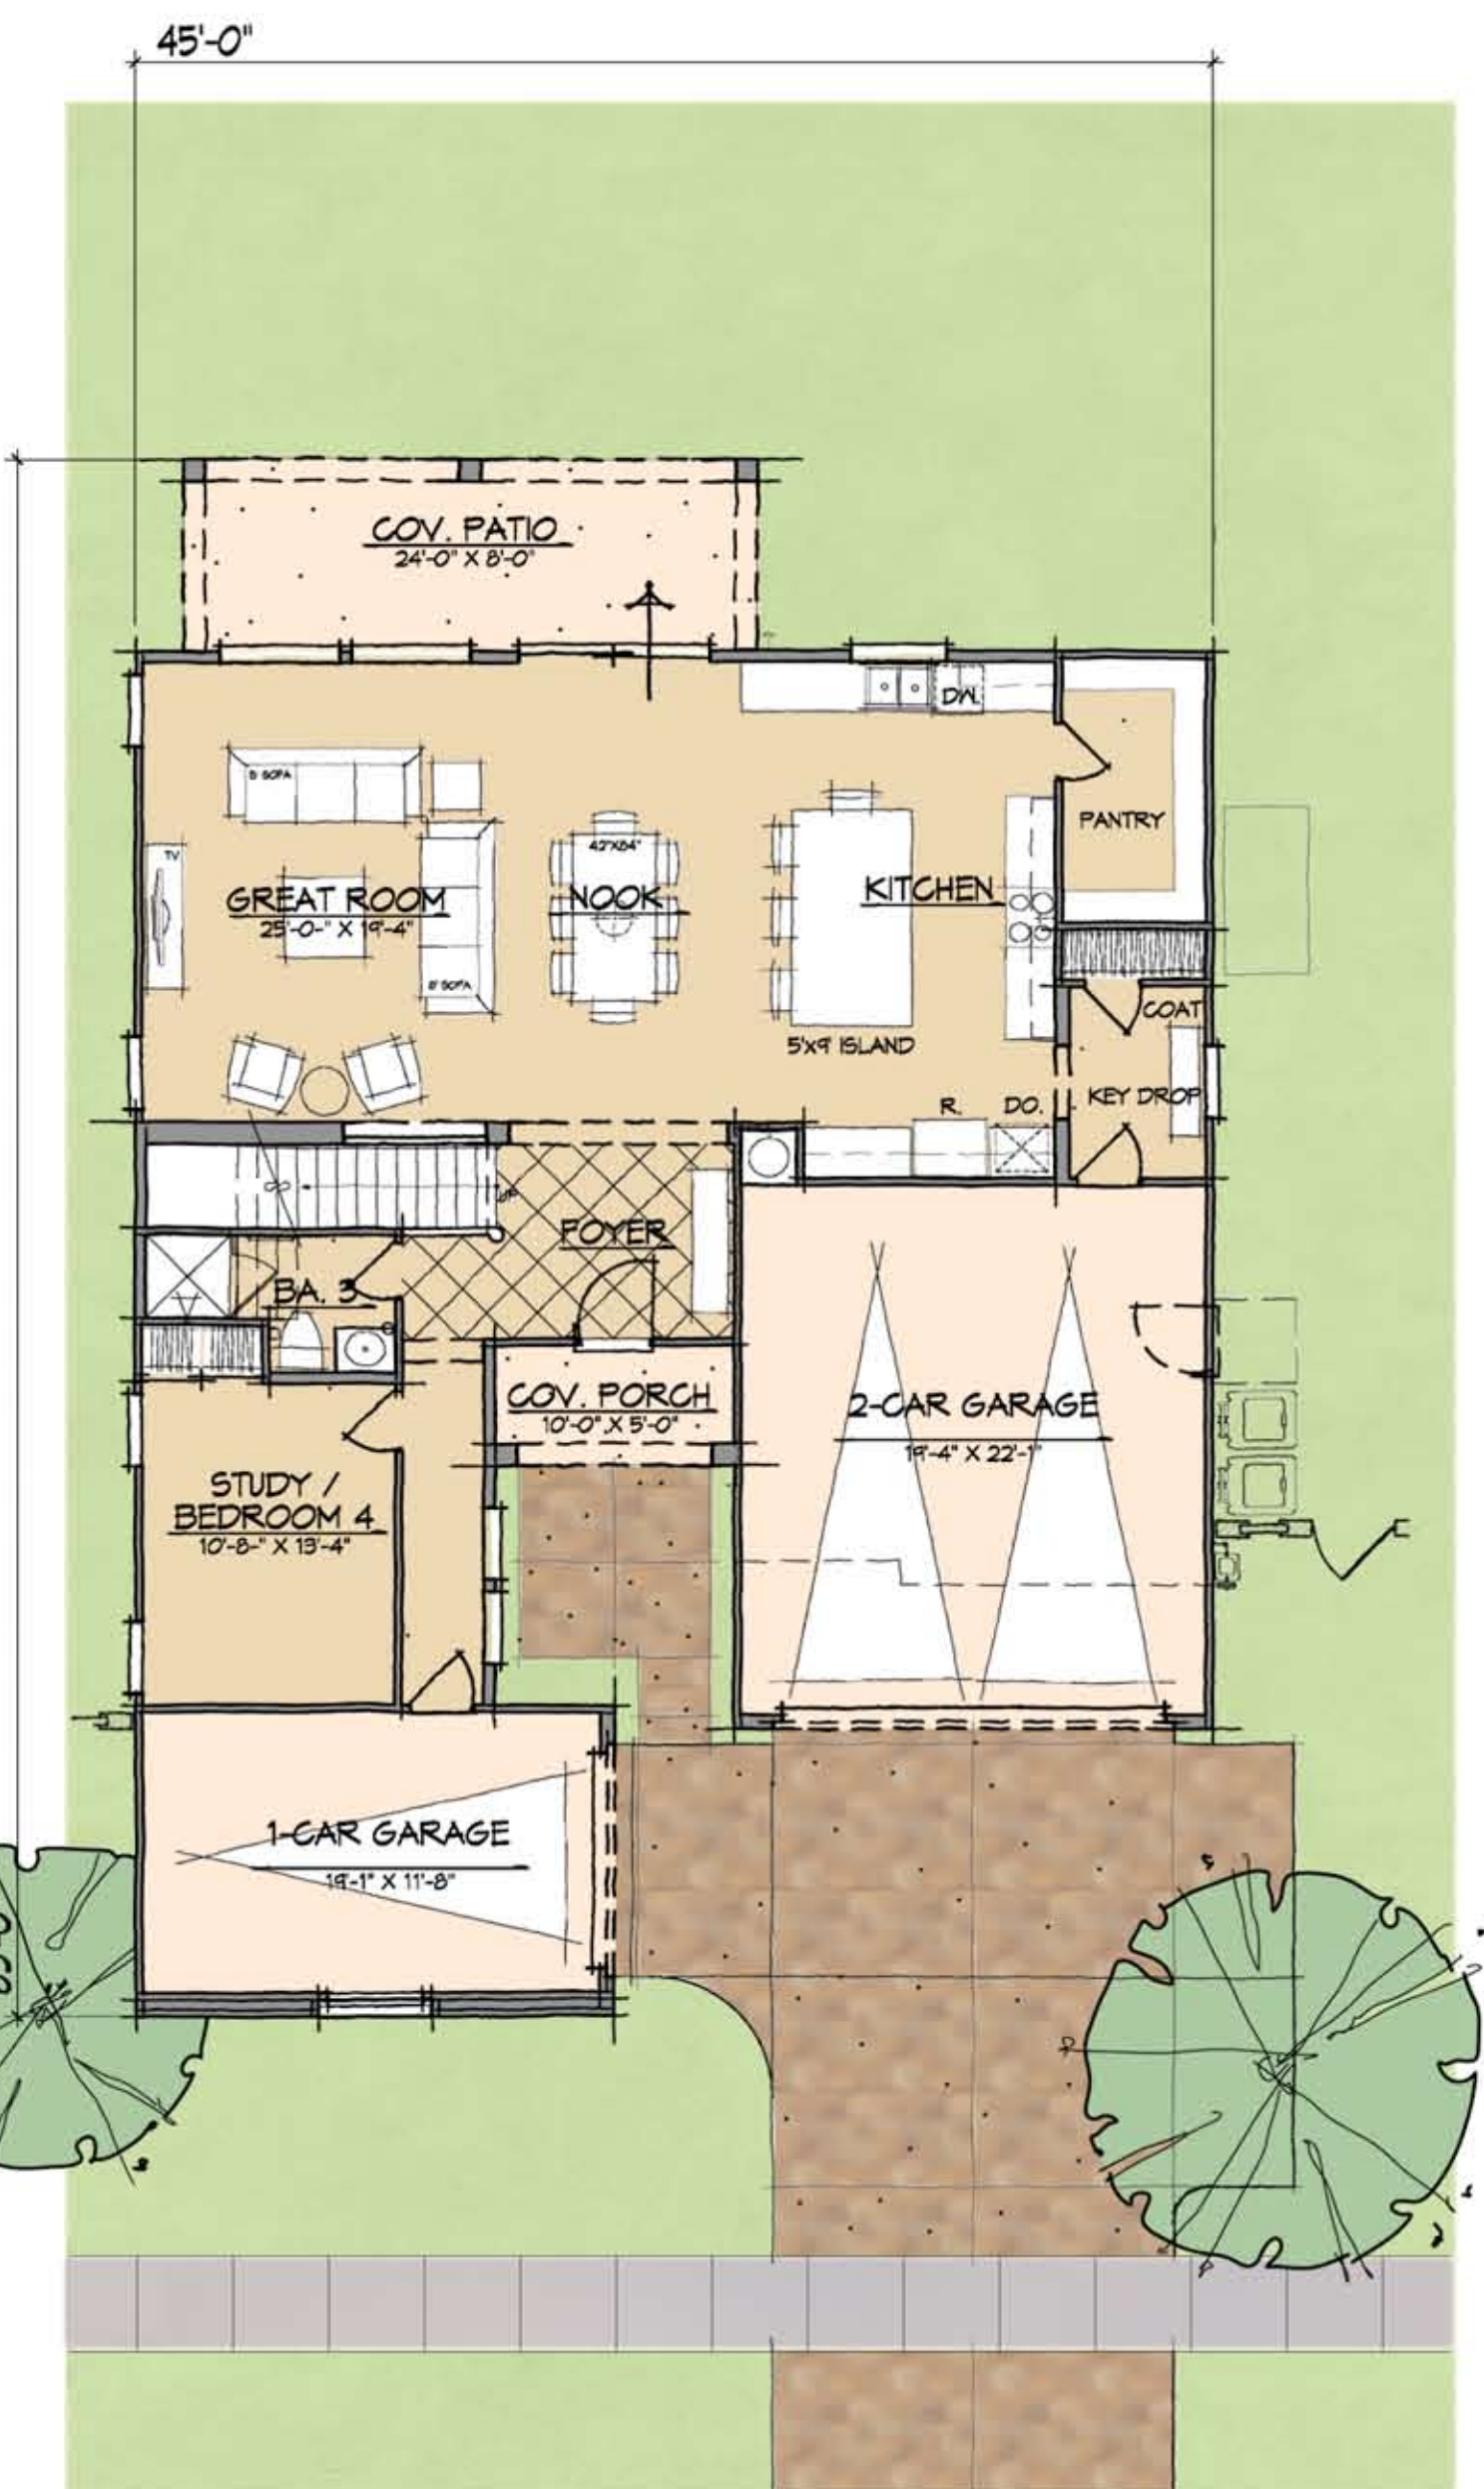 45'-0"
COV. PATIO
24'-0" X 8'-0"
DW.
8' SOFA
PANTRY
TV
42"X84"
GREAT ROOM
25'-0-" X 19'-4"
NOOK
KITCHEN
8' SOFA
COAT
5'x9' ISLAND
KEY DROP
R.
DO.
UP
FOYER
BA. 3
COV. PORCH
10'-0" X 5'-0"
2-CAR GARAGE
19'-4" X 22'-1"
STUDY /
BEDROOM 4
10'-8-" X 13'-4"
1-CAR GARAGE
19'-1" X 11'-8"